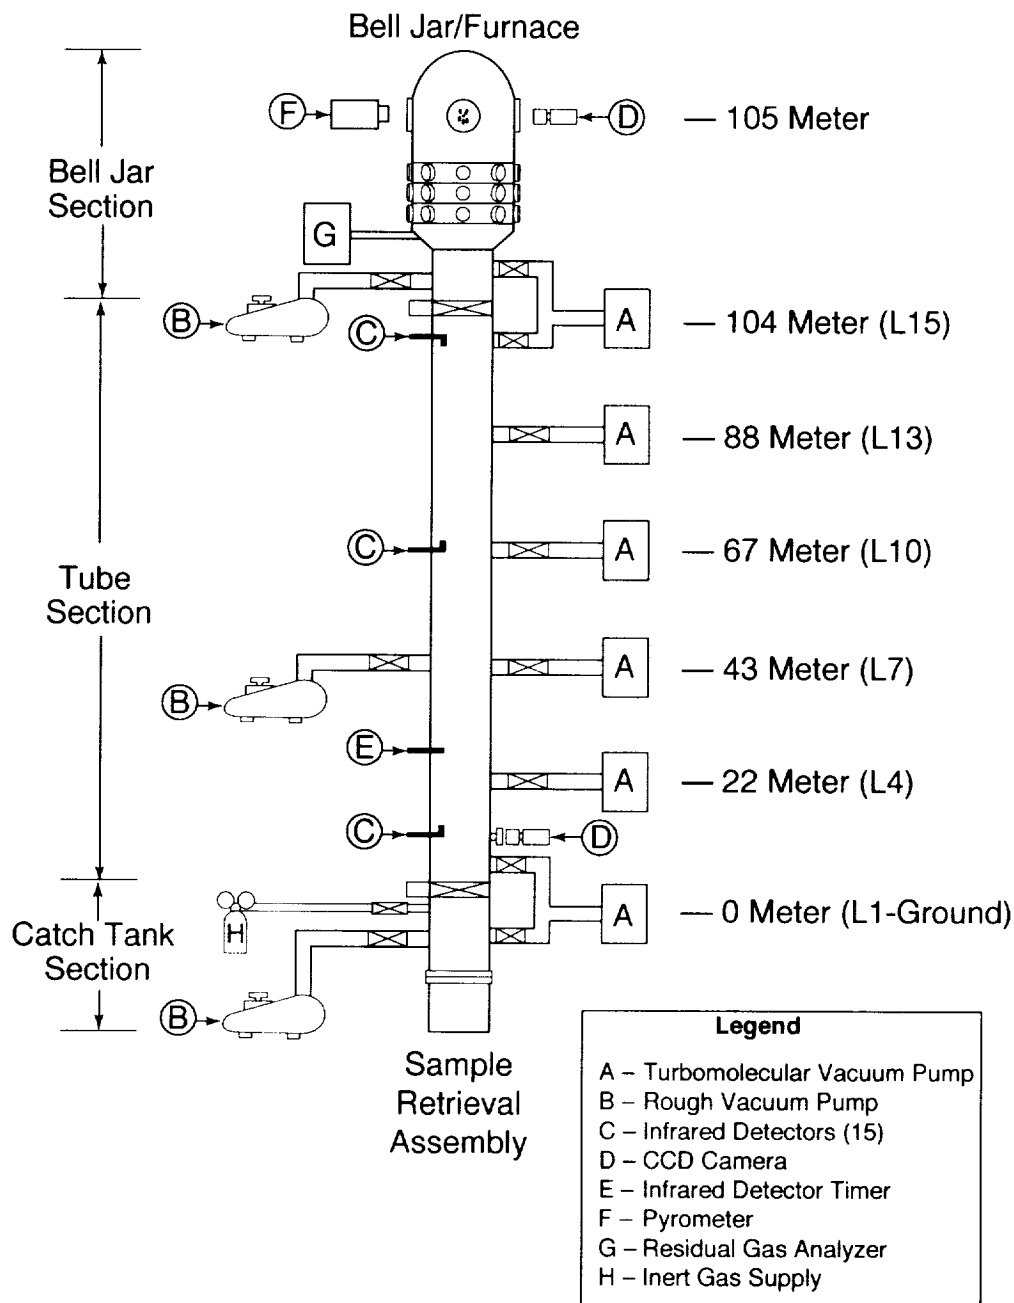 Bell Jar/Furnace
F
D
— 105 Meter
Bell Jar
Section
G
B
C
A
— 104 Meter (L15)
A
— 88 Meter (L13)
C
A
— 67 Meter (L10)
Tube
Section
B
A
— 43 Meter (L7)
E
A
— 22 Meter (L4)
C
D
H
A
— 0 Meter (L1-Ground)
Catch Tank
Section
B
Sample
Retrieval
Assembly
Legend
A – Turbomolecular Vacuum Pump
B – Rough Vacuum Pump
C – Infrared Detectors (15)
D – CCD Camera
E – Infrared Detector Timer
F – Pyrometer
G – Residual Gas Analyzer
H – Inert Gas Supply